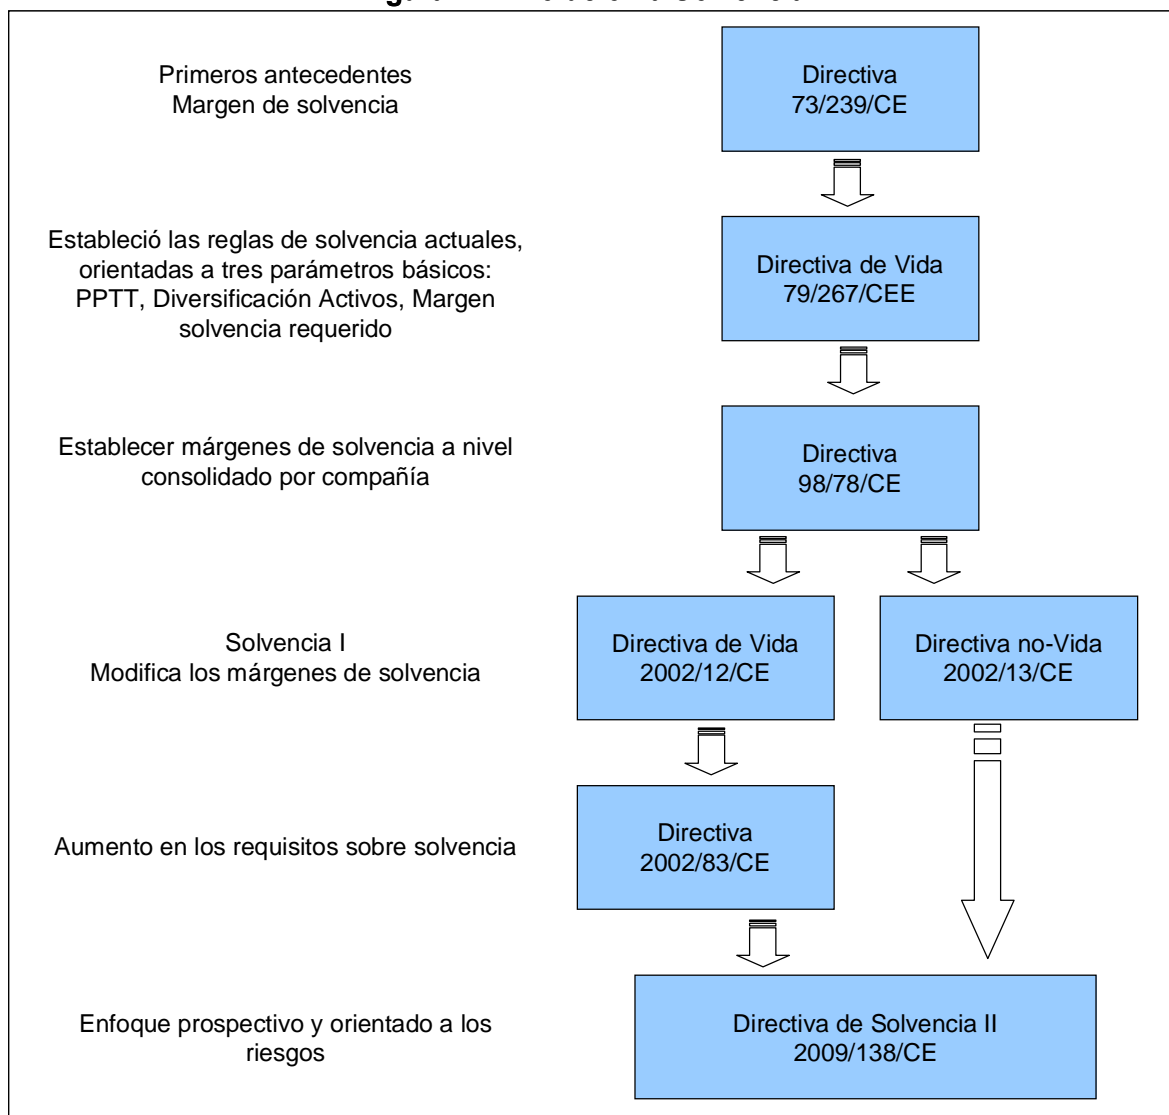 Primeros antecedentes
Margen de solvencia
Directiva
73/239/CE
Estableció las reglas de solvencia actuales,
orientadas a tres parámetros básicos:
PPTT, Diversificación Activos, Margen
solvencia requerido
Directiva de Vida
79/267/CEE
Establecer márgenes de solvencia a nivel
consolidado por compañía
Directiva
98/78/CE
Solvencia I
Modifica los márgenes de solvencia
Directiva de Vida
2002/12/CE
Directiva no-Vida
2002/13/CE
Aumento en los requisitos sobre solvencia
Directiva
2002/83/CE
Enfoque prospectivo y orientado a los
riesgos
Directiva de Solvencia II
2009/138/CE